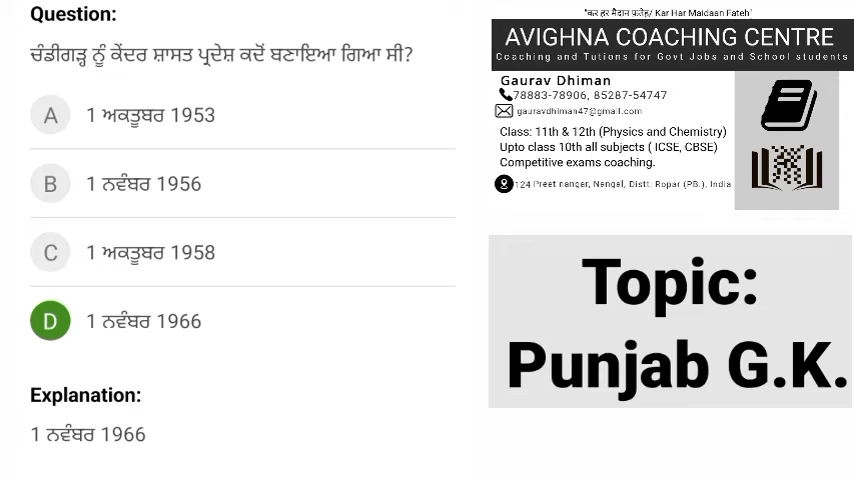 Question:
ਚੰਡੀਗੜ੍ਹ ਨੂੰ ਕੇਂਦਰ ਸ਼ਾਸਤ ਪ੍ਰਦੇਸ਼ ਕਦੋਂ ਬਣਾਇਆ ਗਿਆ ਸੀ?
A 1 ਅਕਤੂਬਰ 1953
B 1 ਨਵੰਬਰ 1956
C 1 ਅਕਤੂਬਰ 1958
D 1 ਨਵੰਬਰ 1966
Explanation:
1 ਨਵੰਬਰ 1966
"कर हर मैदान फ़तेह/ Kar Har Maidaan Fateh"
AVIGHNA COACHING CENTRE
Coaching and Tutions for Govt Jobs and School students
Gaurav Dhiman
78883-78906, 85287-54747
gauravdhiman47@gmail.com
Class: 11th & 12th (Physics and Chemistry)
Upto class 10th all subjects ( ICSE, CBSE)
Competitive exams coaching.
124 Preet nangar, Nangal, Distt: Ropar (PB.), India
Topic:
Punjab G.K.